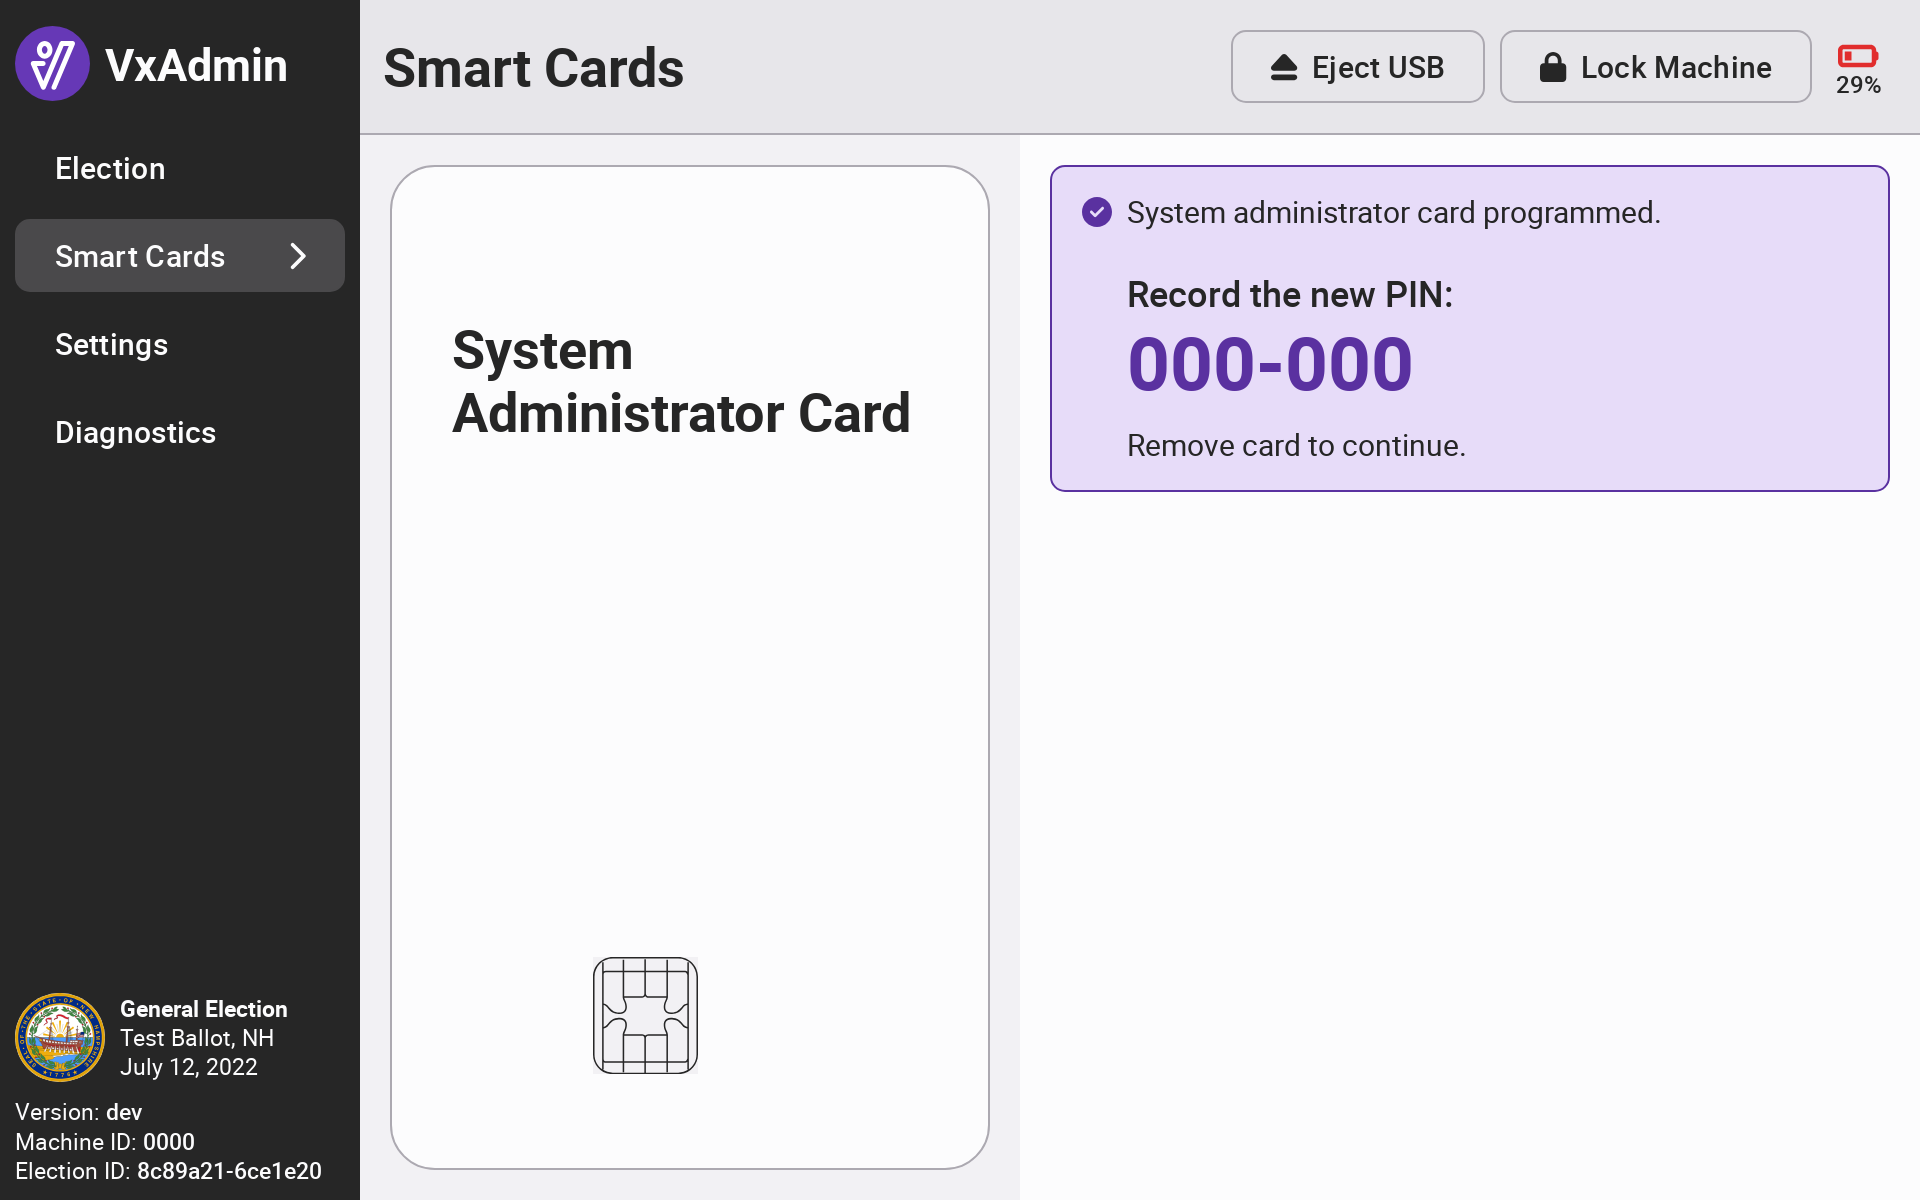 VxAdmin
Election
Smart Cards
Settings
Diagnostics
General Election
Test Ballot, NH
July 12, 2022
Version: dev
Machine ID: 0000
Election ID: 8c89a21-6ce1e20
Smart Cards
Eject USB
Lock Machine
29%
System
Administrator Card
System administrator card programmed.
Record the new PIN:
000-000
Remove card to continue.